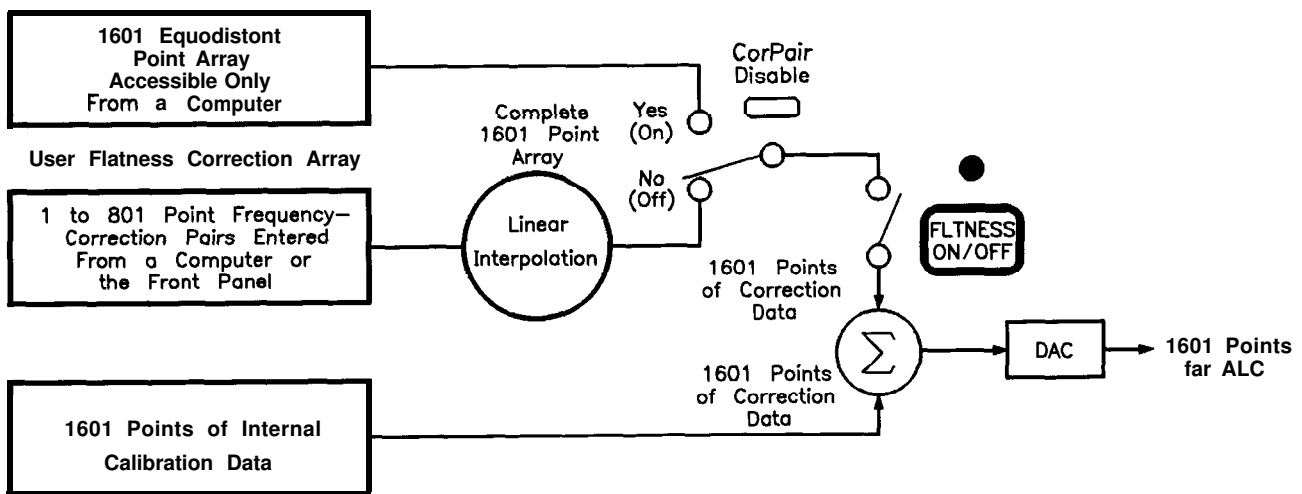 1601 Equodistont
Point Array
Accessible Only
From a Computer
User Flatness Correction Array
1 to 801 Point Frequency—
Correction Pairs Entered
From a Computer or
the Front Panel
1601 Points of Internal
Calibration Data
Complete
1601 Point
Array
Linear
Interpolation
CorPair
Disable
Yes
(On)
No
(Off)
FLTNESS
ON/OFF
1601 Points
of Correction
Data
Σ
1601 Points
of Correction
Data
DAC
1601 Points
far ALC